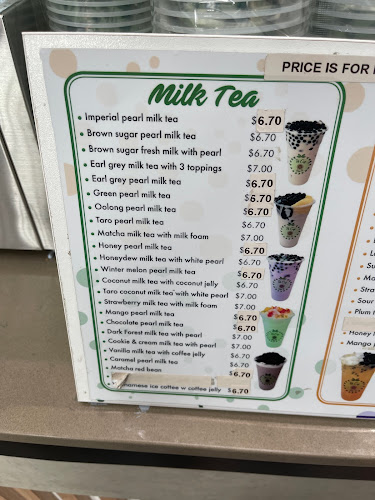 PRICE IS FOR
Milk Tea
• Imperial pearl milk tea $6.70
• Brown sugar pearl milk tea $6.70
• Brown sugar fresh milk with pearl $6.70
• Earl grey milk tea with 3 toppings $7.00
• Earl grey pearl milk tea $6.70
• Green pearl milk tea $6.70
• Oolong pearl milk tea $6.70
• Taro pearl milk tea $6.70
• Matcha milk tea with milk foam $7.00
• Honey pearl milk tea $6.70
• Honeydew milk tea with white pearl $6.70
• Winter melon pearl milk tea $6.70
• Coconut milk tea with coconut jelly $6.70
• Taro coconut milk tea with white pearl $7.00
• Strawberry milk tea with milk foam $7.00
• Mango pearl milk tea $6.70
• Chocolate pearl milk tea $6.70
• Dark Forest milk tea with pearl $7.00
• Cookie & cream milk tea with pearl $7.00
• Vanilla milk tea with coffee jelly $6.70
• Caramel pearl milk tea $6.70
• Matcha red bean $6.70
namese ice coffee w coffee jelly $6.70
Plum
• Honey
• Mango